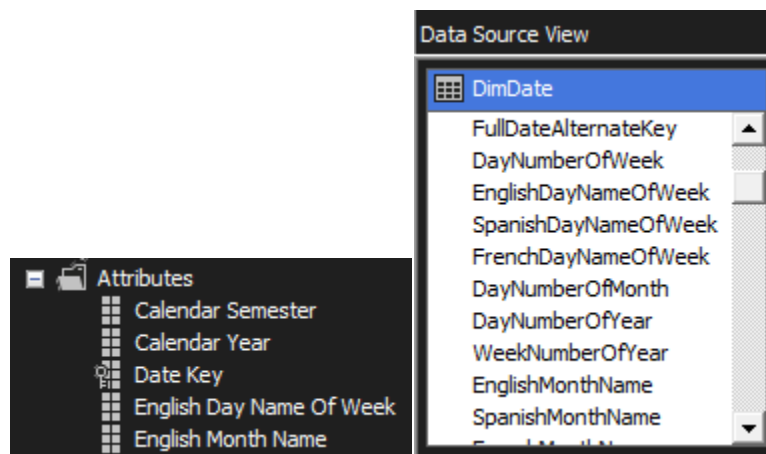 Attributes
Calendar Semester
Calendar Year
Date Key
English Day Name Of Week
English Month Name
Data Source View
DimDate
FullDateAlternateKey
DayNumberOfWeek
EnglishDayNameOfWeek
SpanishDayNameOfWeek
FrenchDayNameOfWeek
DayNumberOfMonth
DayNumberOfYear
WeekNumberOfYear
EnglishMonthName
SpanishMonthName